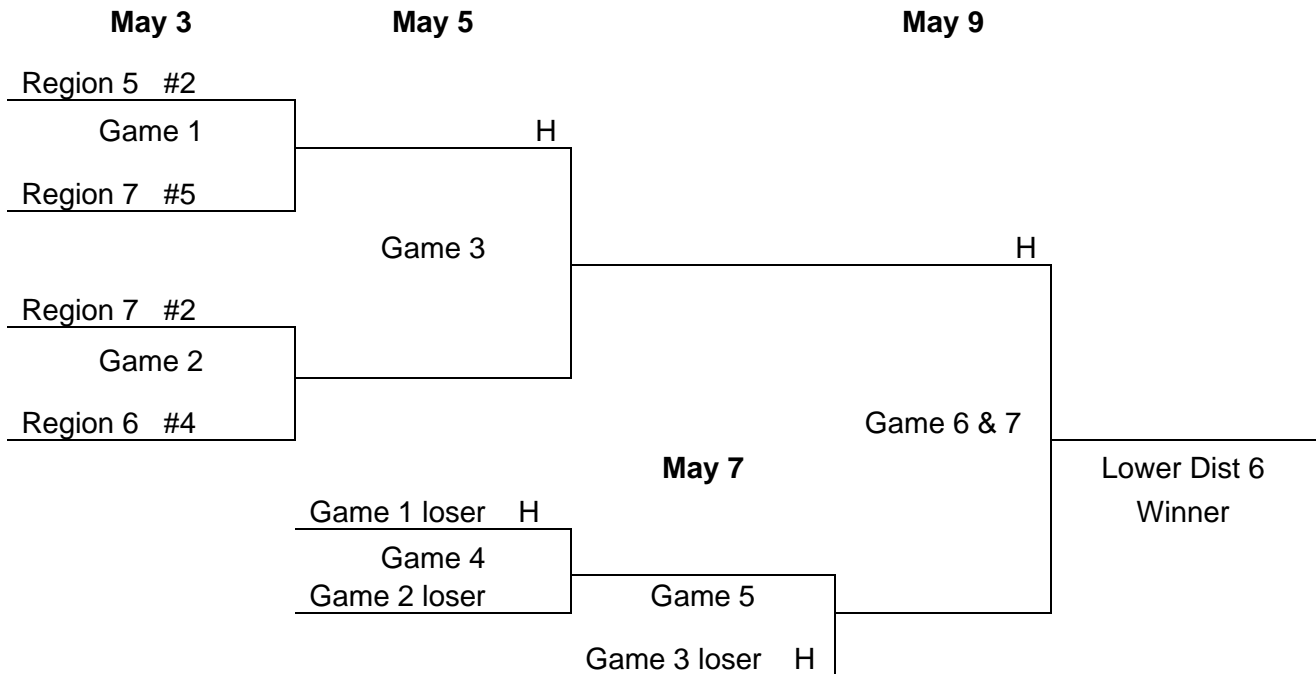 May 3 May 5 May 9
Region 5 #2
Game 1 H
Region 7 #5
Game 3 H
Region 7 #2
Game 2
Region 6 #4 Game 6 & 7
May 7 Lower Dist 6
Game 1 loser H Winner
Game 4
Game 2 loser Game 5
Game 3 loser H